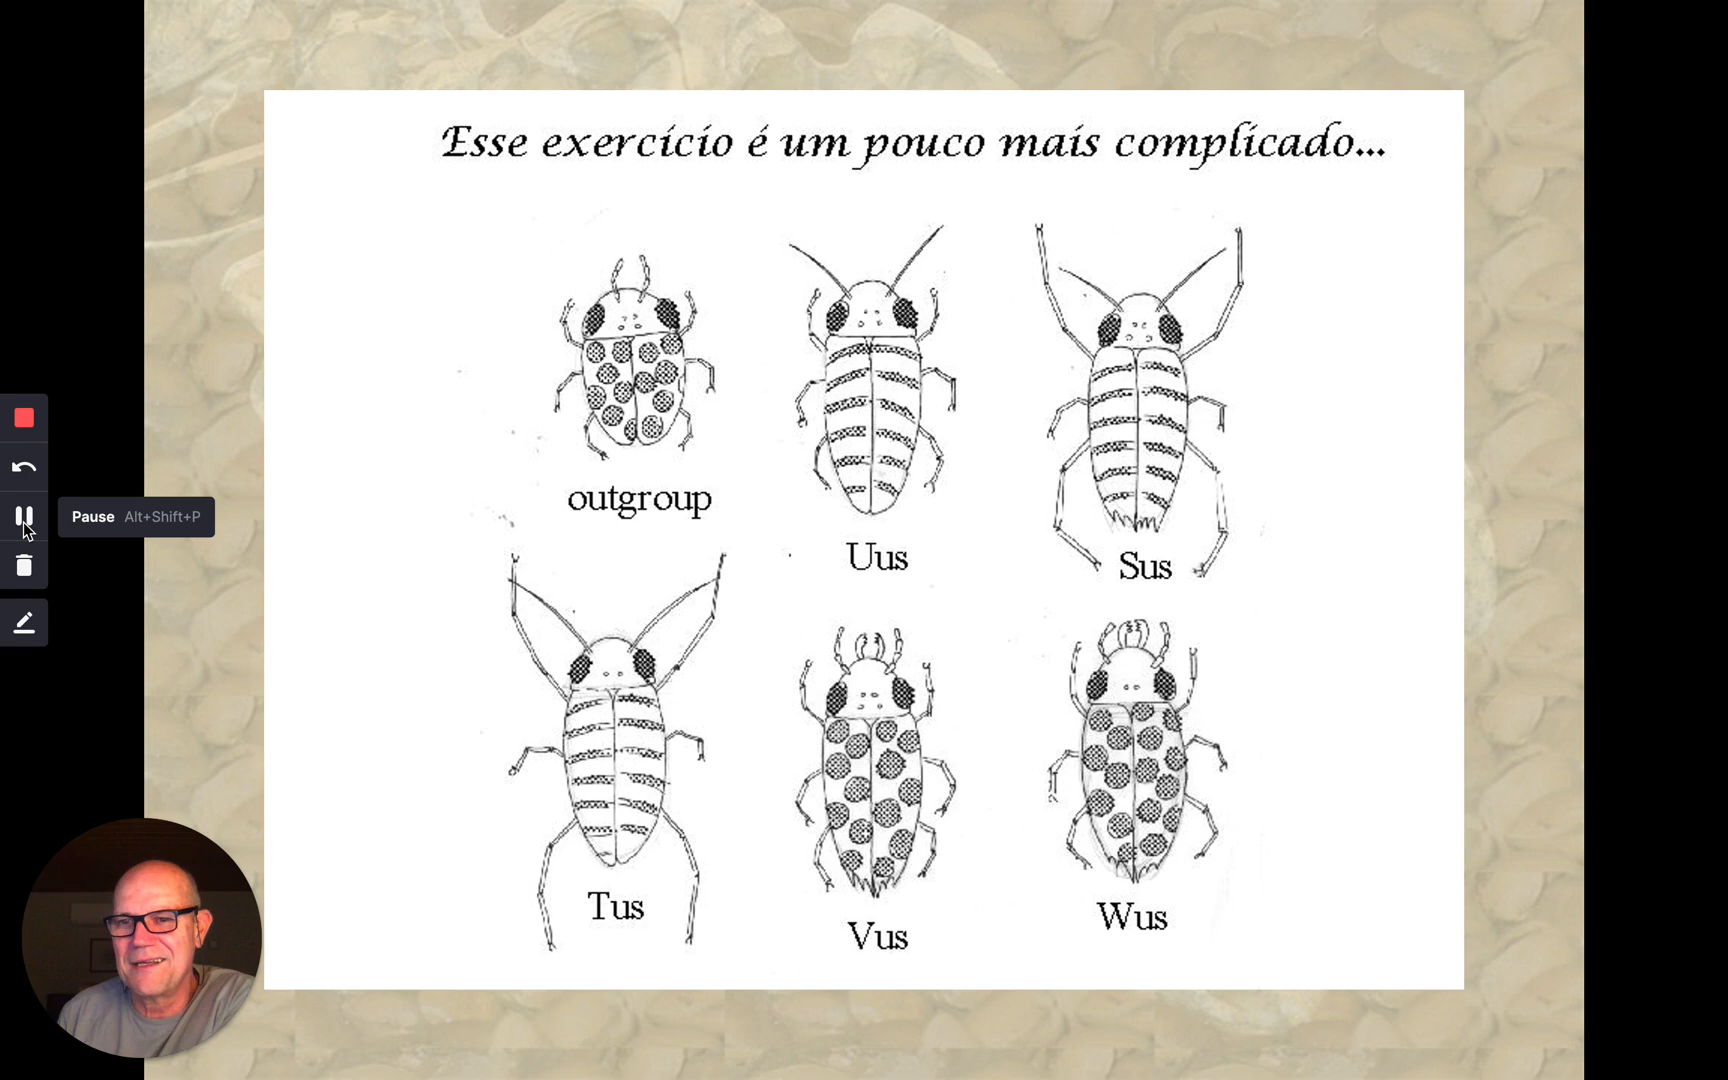 Esse exercício é um pouco mais complicado...
outgroup
Uus
Sus
Pause Alt+Shift+P
Tus
Vus
Wus